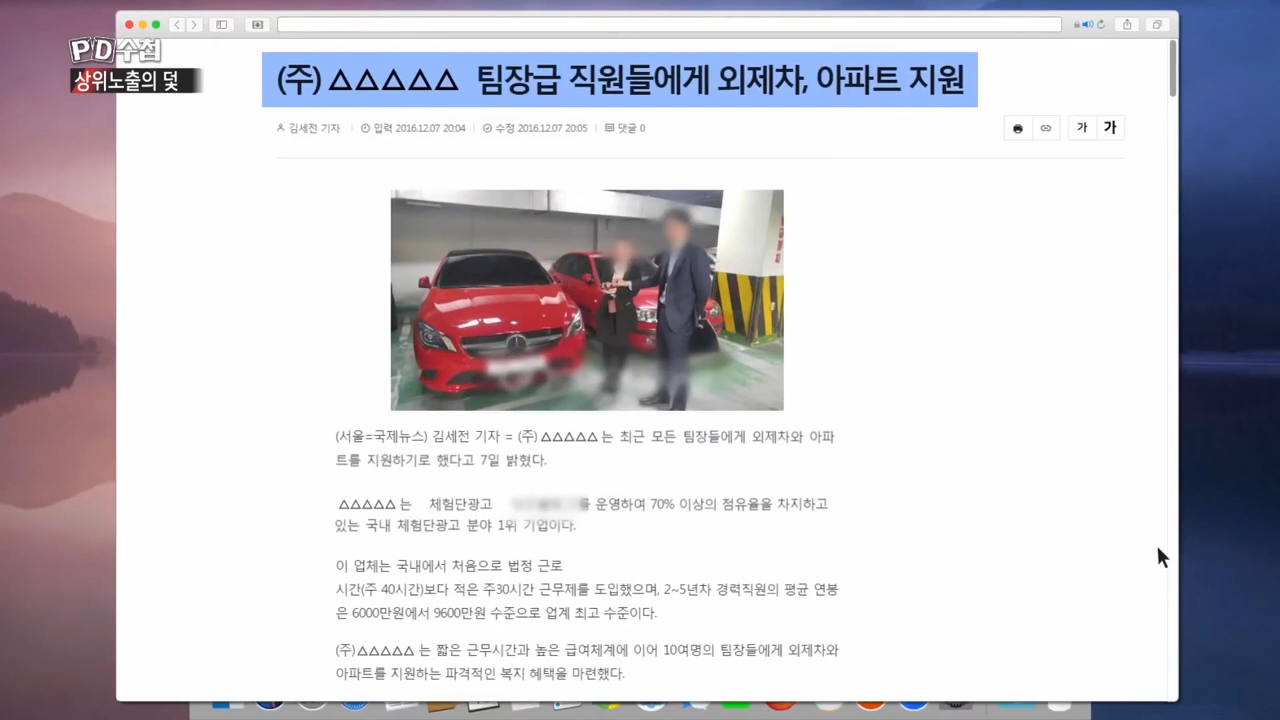 PD수첩
상위노출의 덫
(주) △△△△△ 팀장급 직원들에게 외제차, 아파트 지원
김세전 기자 입력 2016.12.07 20:04 수정 2016.12.07 20:05 댓글 0
가 가
(서울=국제뉴스) 김세전 기자 = (주) △△△△△ 는 최근 모든 팀장들에게 외제차와 아파
트를 지원하기로 했다고 7일 밝혔다.
△△△△△ 는 체험단광고 를 운영하여 70% 이상의 점유율을 차지하고
있는 국내 체험단광고 분야 1위 기업이다.
이 업체는 국내에서 처음으로 법정 근로
시간(주 40시간)보다 적은 주30시간 근무제를 도입했으며, 2~5년차 경력직원의 평균 연봉
은 6000만원에서 9600만원 수준으로 업계 최고 수준이다.
(주)△△△△△ 는 짧은 근무시간과 높은 급여체계에 이어 10여명의 팀장들에게 외제차와
아파트를 지원하는 파격적인 복지 혜택을 마련했다.